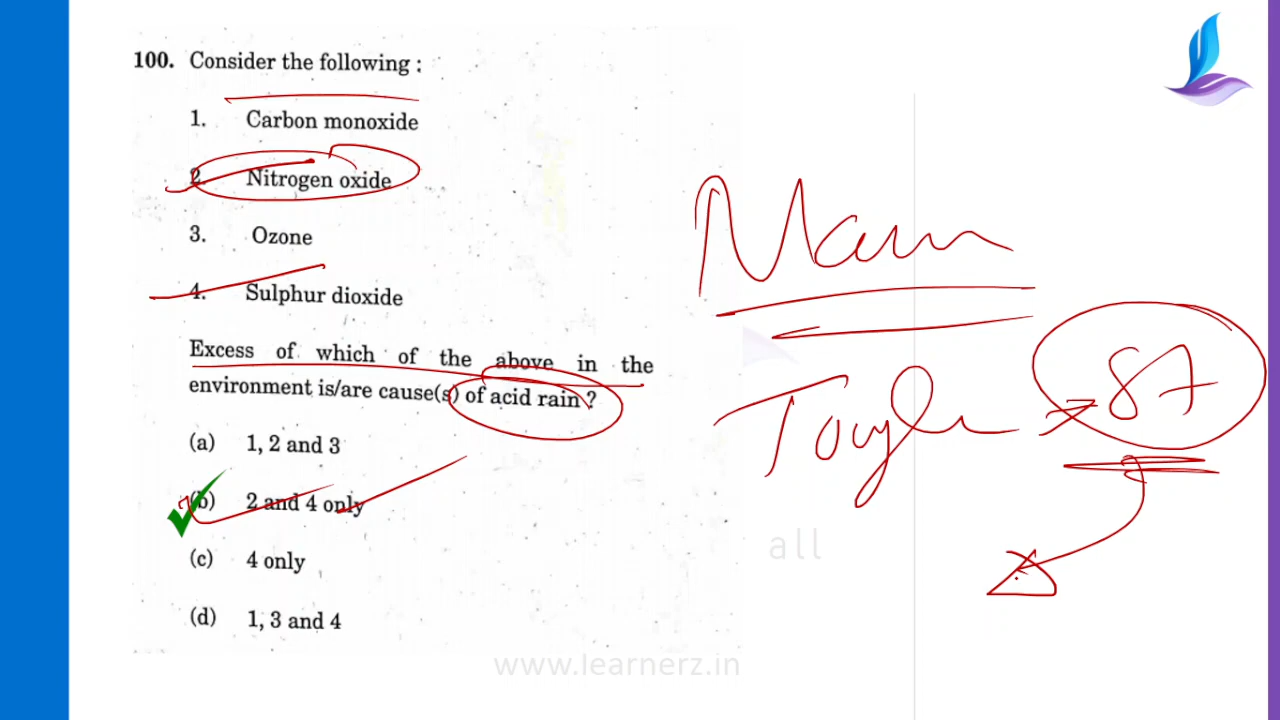 100. Consider the following :
1. Carbon monoxide
2. Nitrogen oxide
3. Ozone
4. Sulphur dioxide
Excess of which of the above in the
environment is/are cause(s) of acid rain ?
(a) 1, 2 and 3
(b) 2 and 4 only
(c) 4 only
(d) 1, 3 and 4
all
www.learnerz.in